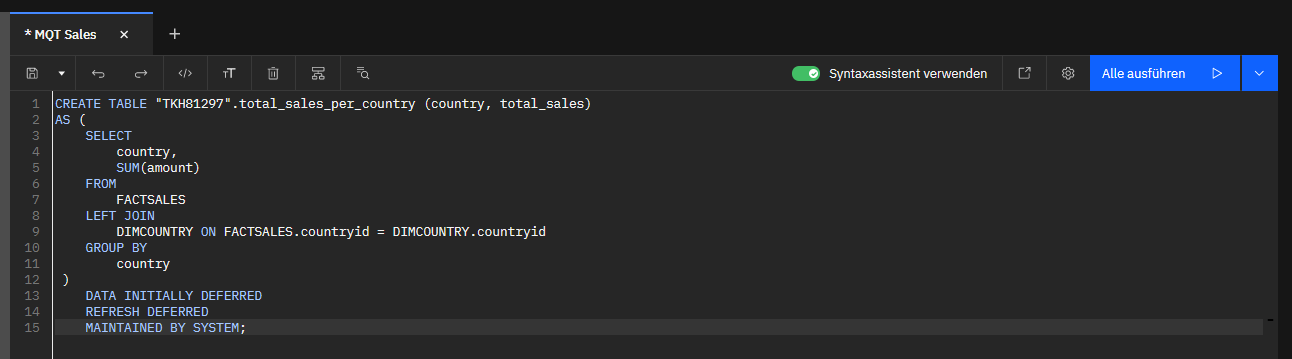 * MQT Sales × +
</> тT Syntaxassistent verwenden Alle ausführen
1 CREATE TABLE "TKH81297".total_sales_per_country (country, total_sales)
2 AS (
3 SELECT
4 country,
5 SUM(amount)
6 FROM
7 FACTSALES
8 LEFT JOIN
9 DIMCOUNTRY ON FACTSALES.countryid = DIMCOUNTRY.countryid
10 GROUP BY
11 country
12 )
13 DATA INITIALLY DEFERRED
14 REFRESH DEFERRED
15 MAINTAINED BY SYSTEM;